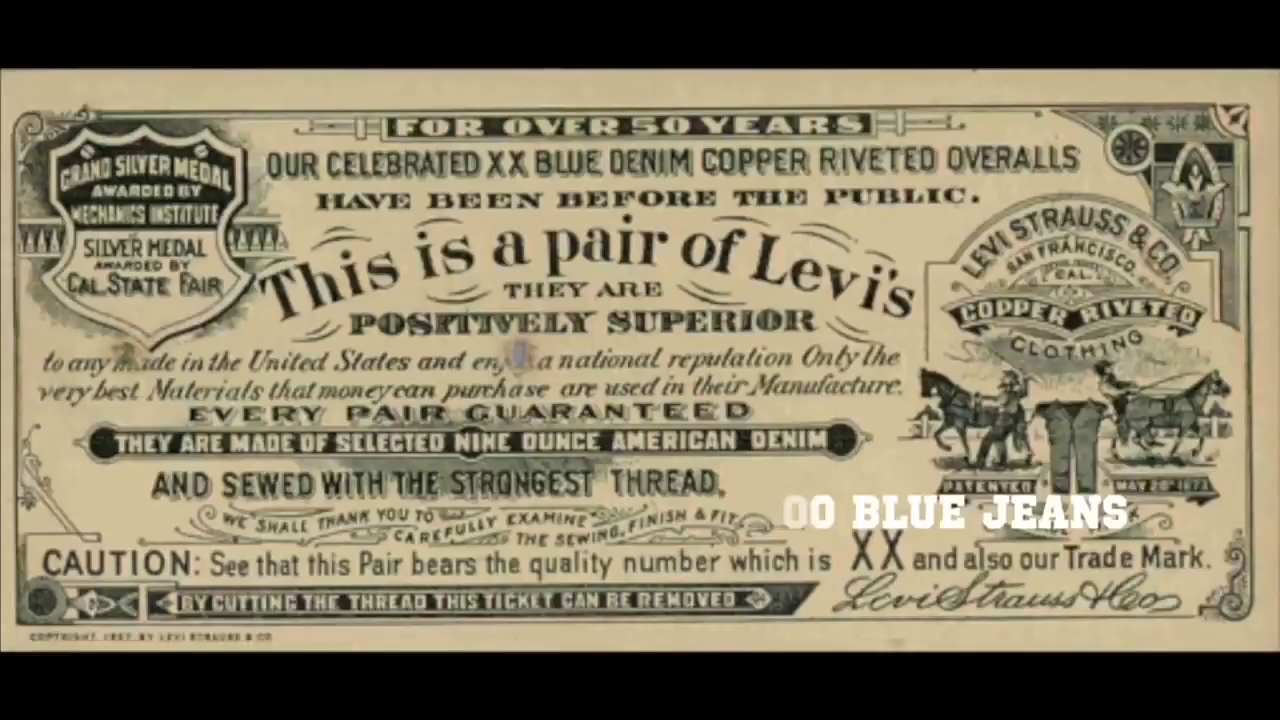 FOR OVER 50 YEARS
OUR CELEBRATED XX BLUE DENIM COPPER RIVETED OVERALLS
HAVE BEEN BEFORE THE PUBLIC.
GRAND SILVER MEDAL
AWARDED BY
MECHANICS INSTITUTE
SILVER MEDAL
AWARDED BY
CAL. STATE FAIR
This is a pair of Levi's
THEY ARE
POSITIVELY SUPERIOR
to any made in the United States and a national reputation Only the
very best Materials that money can purchase are used in their Manufacture.
EVERY PAIR GUARANTEED
THEY ARE MADE OF SELECTED NINE OUNCE AMERICAN DENIM
AND SEWED WITH THE STRONGEST THREAD,
WE SHALL THANK YOU TO
CAREFULLY EXAMINE
THE SEWING, FINISH & FIT.
LEVI STRAUSS & CO.
SAN FRANCISCO,
CAL.
COPPER RIVETED
CLOTHING
PATENTED MAY 20 1873
OO BLUE JEANS
CAUTION: See that this Pair bears the quality number which is XX and also our Trade Mark.
BY CUTTING THE THREAD THIS TICKET CAN BE REMOVED
Levi Strauss & Co
COPYRIGHT BY LEVI STRAUSS & CO